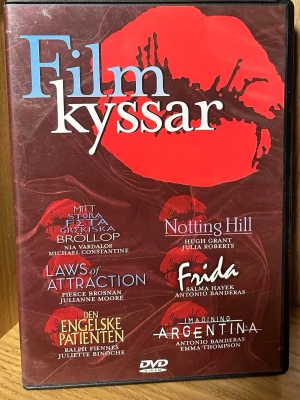 Film
kyssar
MITT
STORA
FETA
GREKISKA
BRÖLLOP
NIA VARDALOS
MICHAEL CONSTANTINE
Notting Hill
HUGH GRANT
JULIA ROBERTS
LAWS of
ATTRACTION
PIERCE BROSNAN
JULIANNE MOORE
Frida
SALMA HAYEK
ANTONIO BANDERAS
DEN
ENGELSKE
PATIENTEN
RALPH FIENNES
JULIETTE BINOCHE
IMAGINING
ARGENTINA
ANTONIO BANDERAS
EMMA THOMPSON
DVD
VIDEO